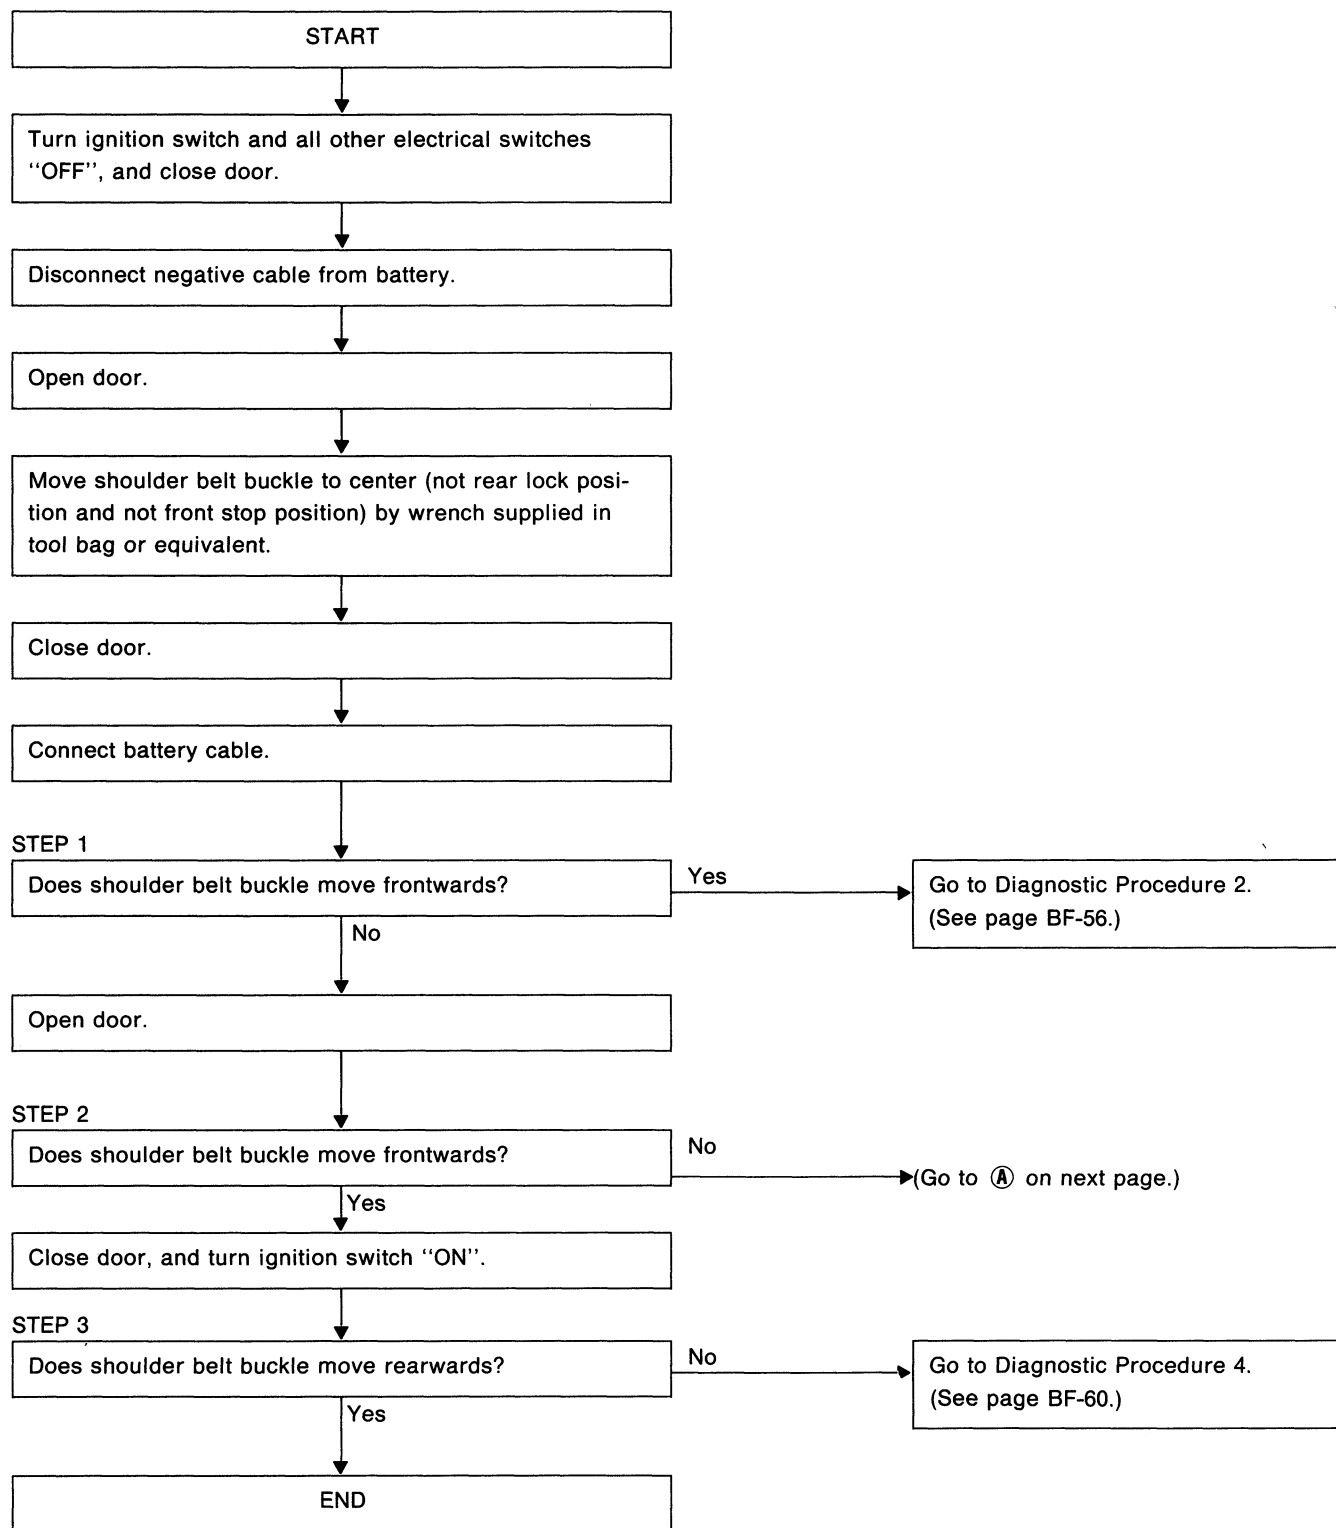 START
Turn ignition switch and all other electrical switches
“OFF”, and close door.
Disconnect negative cable from battery.
Open door.
Move shoulder belt buckle to center (not rear lock posi-
tion and not front stop position) by wrench supplied in
tool bag or equivalent.
Close door.
Connect battery cable.
STEP 1
Does shoulder belt buckle move frontwards?
Yes
Go to Diagnostic Procedure 2.
(See page BF-56.)
No
Open door.
STEP 2
Does shoulder belt buckle move frontwards?
No
(Go to Ⓐ on next page.)
Yes
Close door, and turn ignition switch “ON”.
STEP 3
Does shoulder belt buckle move rearwards?
No
Go to Diagnostic Procedure 4.
(See page BF-60.)
Yes
END